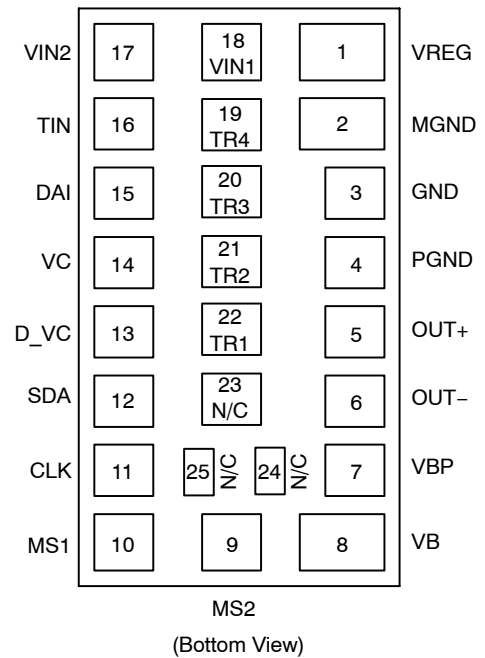 VIN2 17 18 VIN1 1 VREG
TIN 16 19 TR4 2 MGND
DAI 15 20 TR3 3 GND
VC 14 21 TR2 4 PGND
D_VC 13 22 TR1 5 OUT+
SDA 12 23 N/C 6 OUT−
CLK 11 25 N/C 24 N/C 7 VBP
MS1 10 9 8 VB
MS2
(Bottom View)